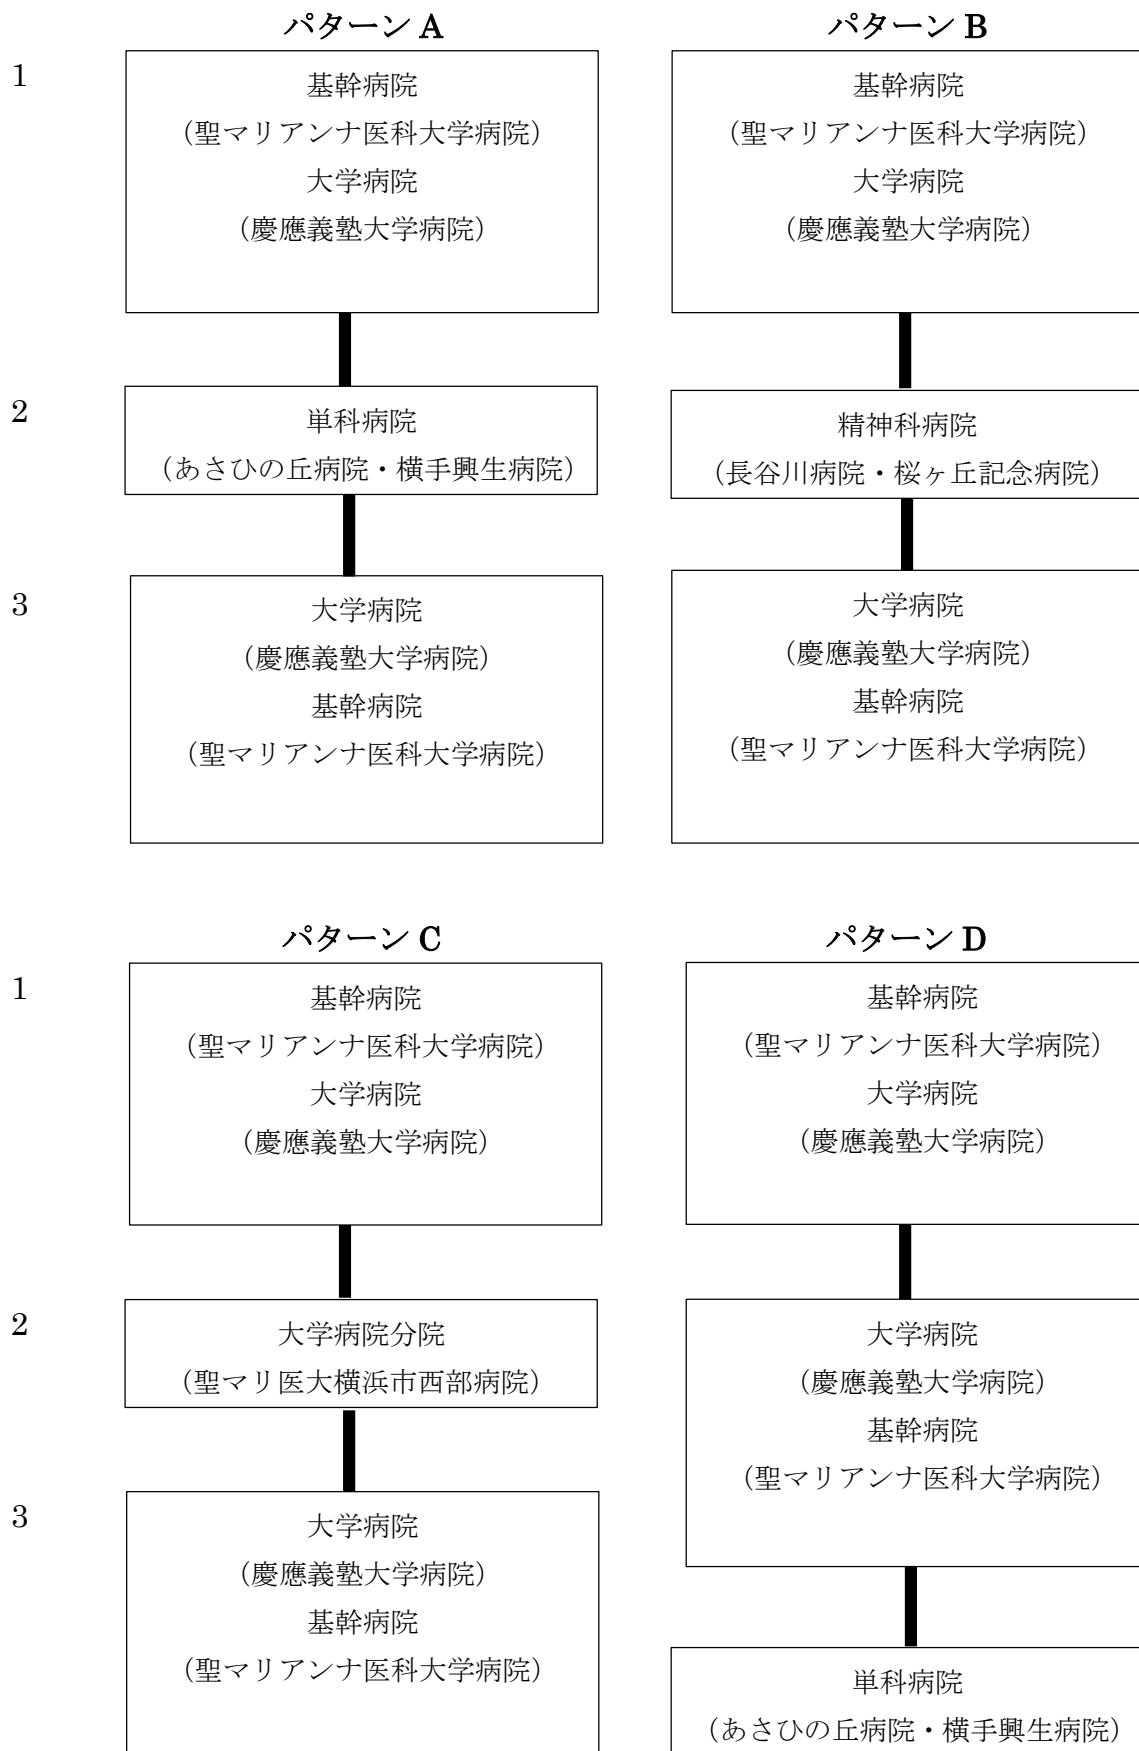 パターン A
1
基幹病院
（聖マリアンナ医科大学病院）
大学病院
（慶應義塾大学病院）
2
単科病院
（あさひの丘病院・横手興生病院）
3
大学病院
（慶應義塾大学病院）
基幹病院
（聖マリアンナ医科大学病院）
パターン B
基幹病院
（聖マリアンナ医科大学病院）
大学病院
（慶應義塾大学病院）
精神科病院
（長谷川病院・桜ヶ丘記念病院）
大学病院
（慶應義塾大学病院）
基幹病院
（聖マリアンナ医科大学病院）
パターン C
1
基幹病院
（聖マリアンナ医科大学病院）
大学病院
（慶應義塾大学病院）
2
大学病院分院
（聖マリ医大横浜市西部病院）
3
大学病院
（慶應義塾大学病院）
基幹病院
（聖マリアンナ医科大学病院）
パターン D
基幹病院
（聖マリアンナ医科大学病院）
大学病院
（慶應義塾大学病院）
大学病院
（慶應義塾大学病院）
基幹病院
（聖マリアンナ医科大学病院）
単科病院
（あさひの丘病院・横手興生病院）